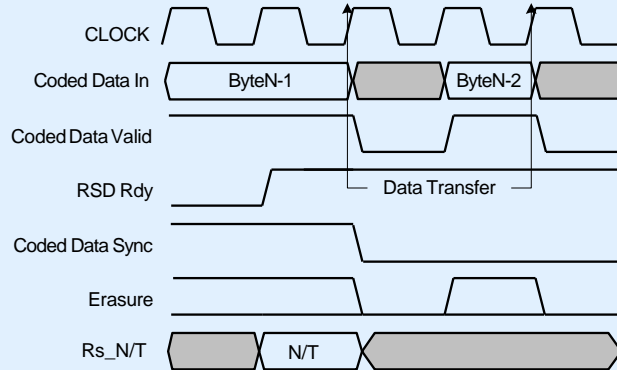 CLOCK
Coded Data In
ByteN-1
ByteN-2
Coded Data Valid
RSD Rdy
Data Transfer
Coded Data Sync
Erasure
Rs_N/T
N/T